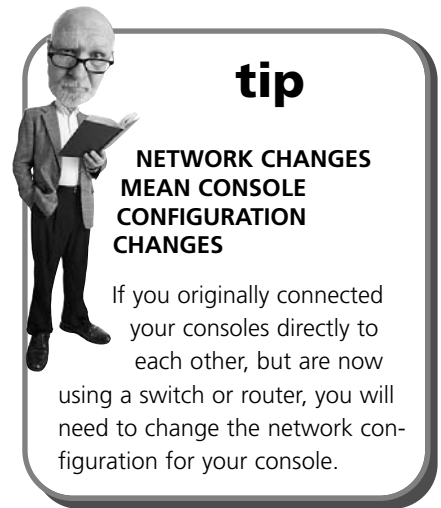 tip
NETWORK CHANGES
MEAN CONSOLE
CONFIGURATION
CHANGES
If you originally connected
your consoles directly to
each other, but are now
using a switch or router, you will
need to change the network con-
figuration for your console.